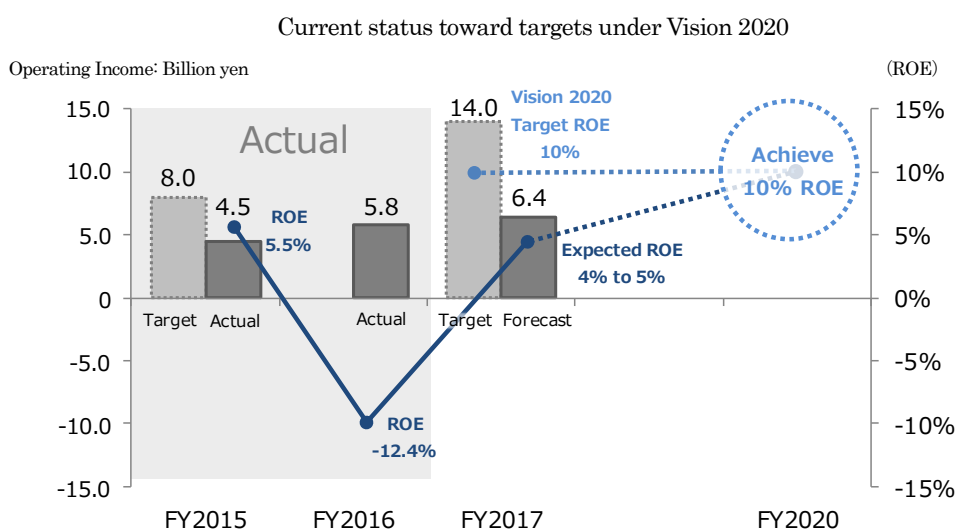 Current status toward targets under Vision 2020
Operating Income: Billion yen
(ROE)
15.0
10.0
5.0
0
-5.0
-10.0
-15.0
Actual
8.0
4.5
ROE
5.5%
5.8
14.0
Vision 2020
Target ROE
10%
6.4
Expected ROE
4% to 5%
Achieve
10% ROE
Target Actual
Actual
Target Forecast
ROE
-12.4%
15%
10%
5%
0%
-5%
-10%
-15%
FY2015 FY2016 FY2017 FY2020